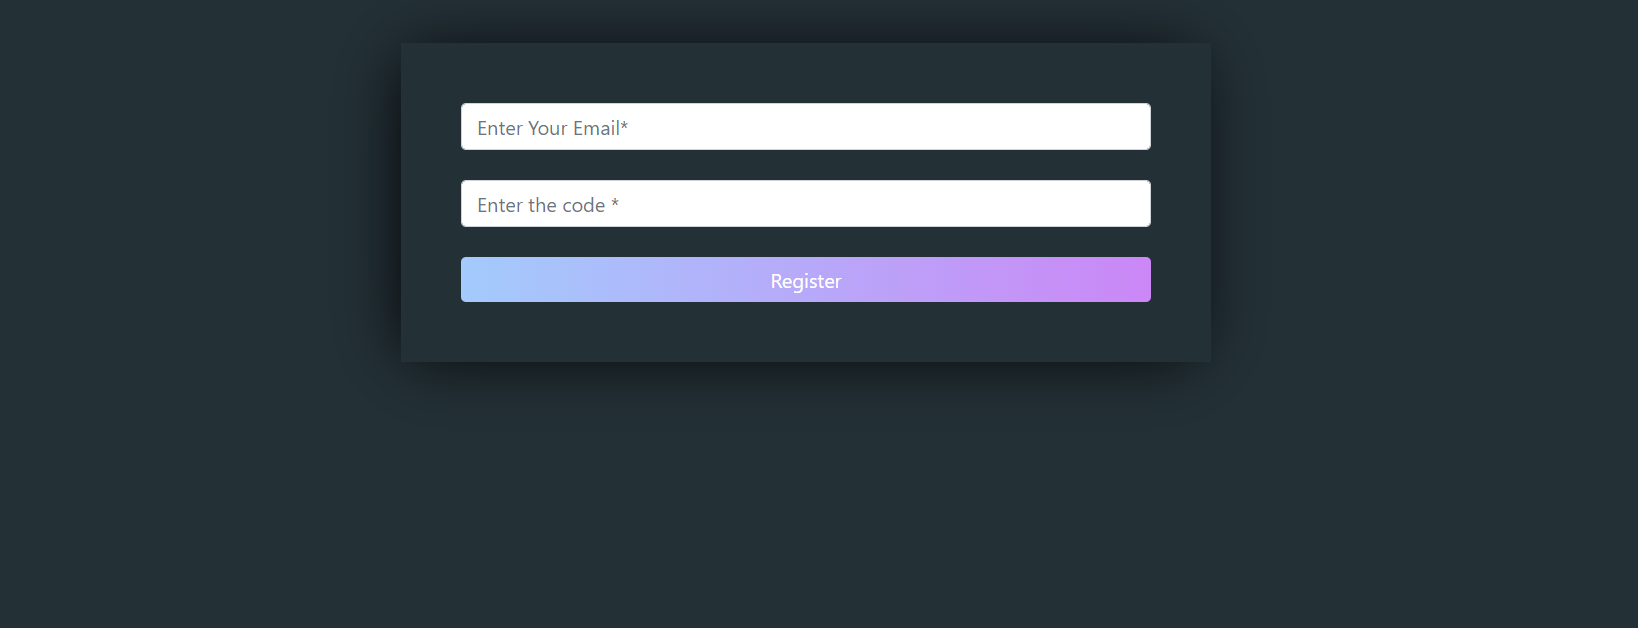 Enter Your Email*
Enter the code *
Register